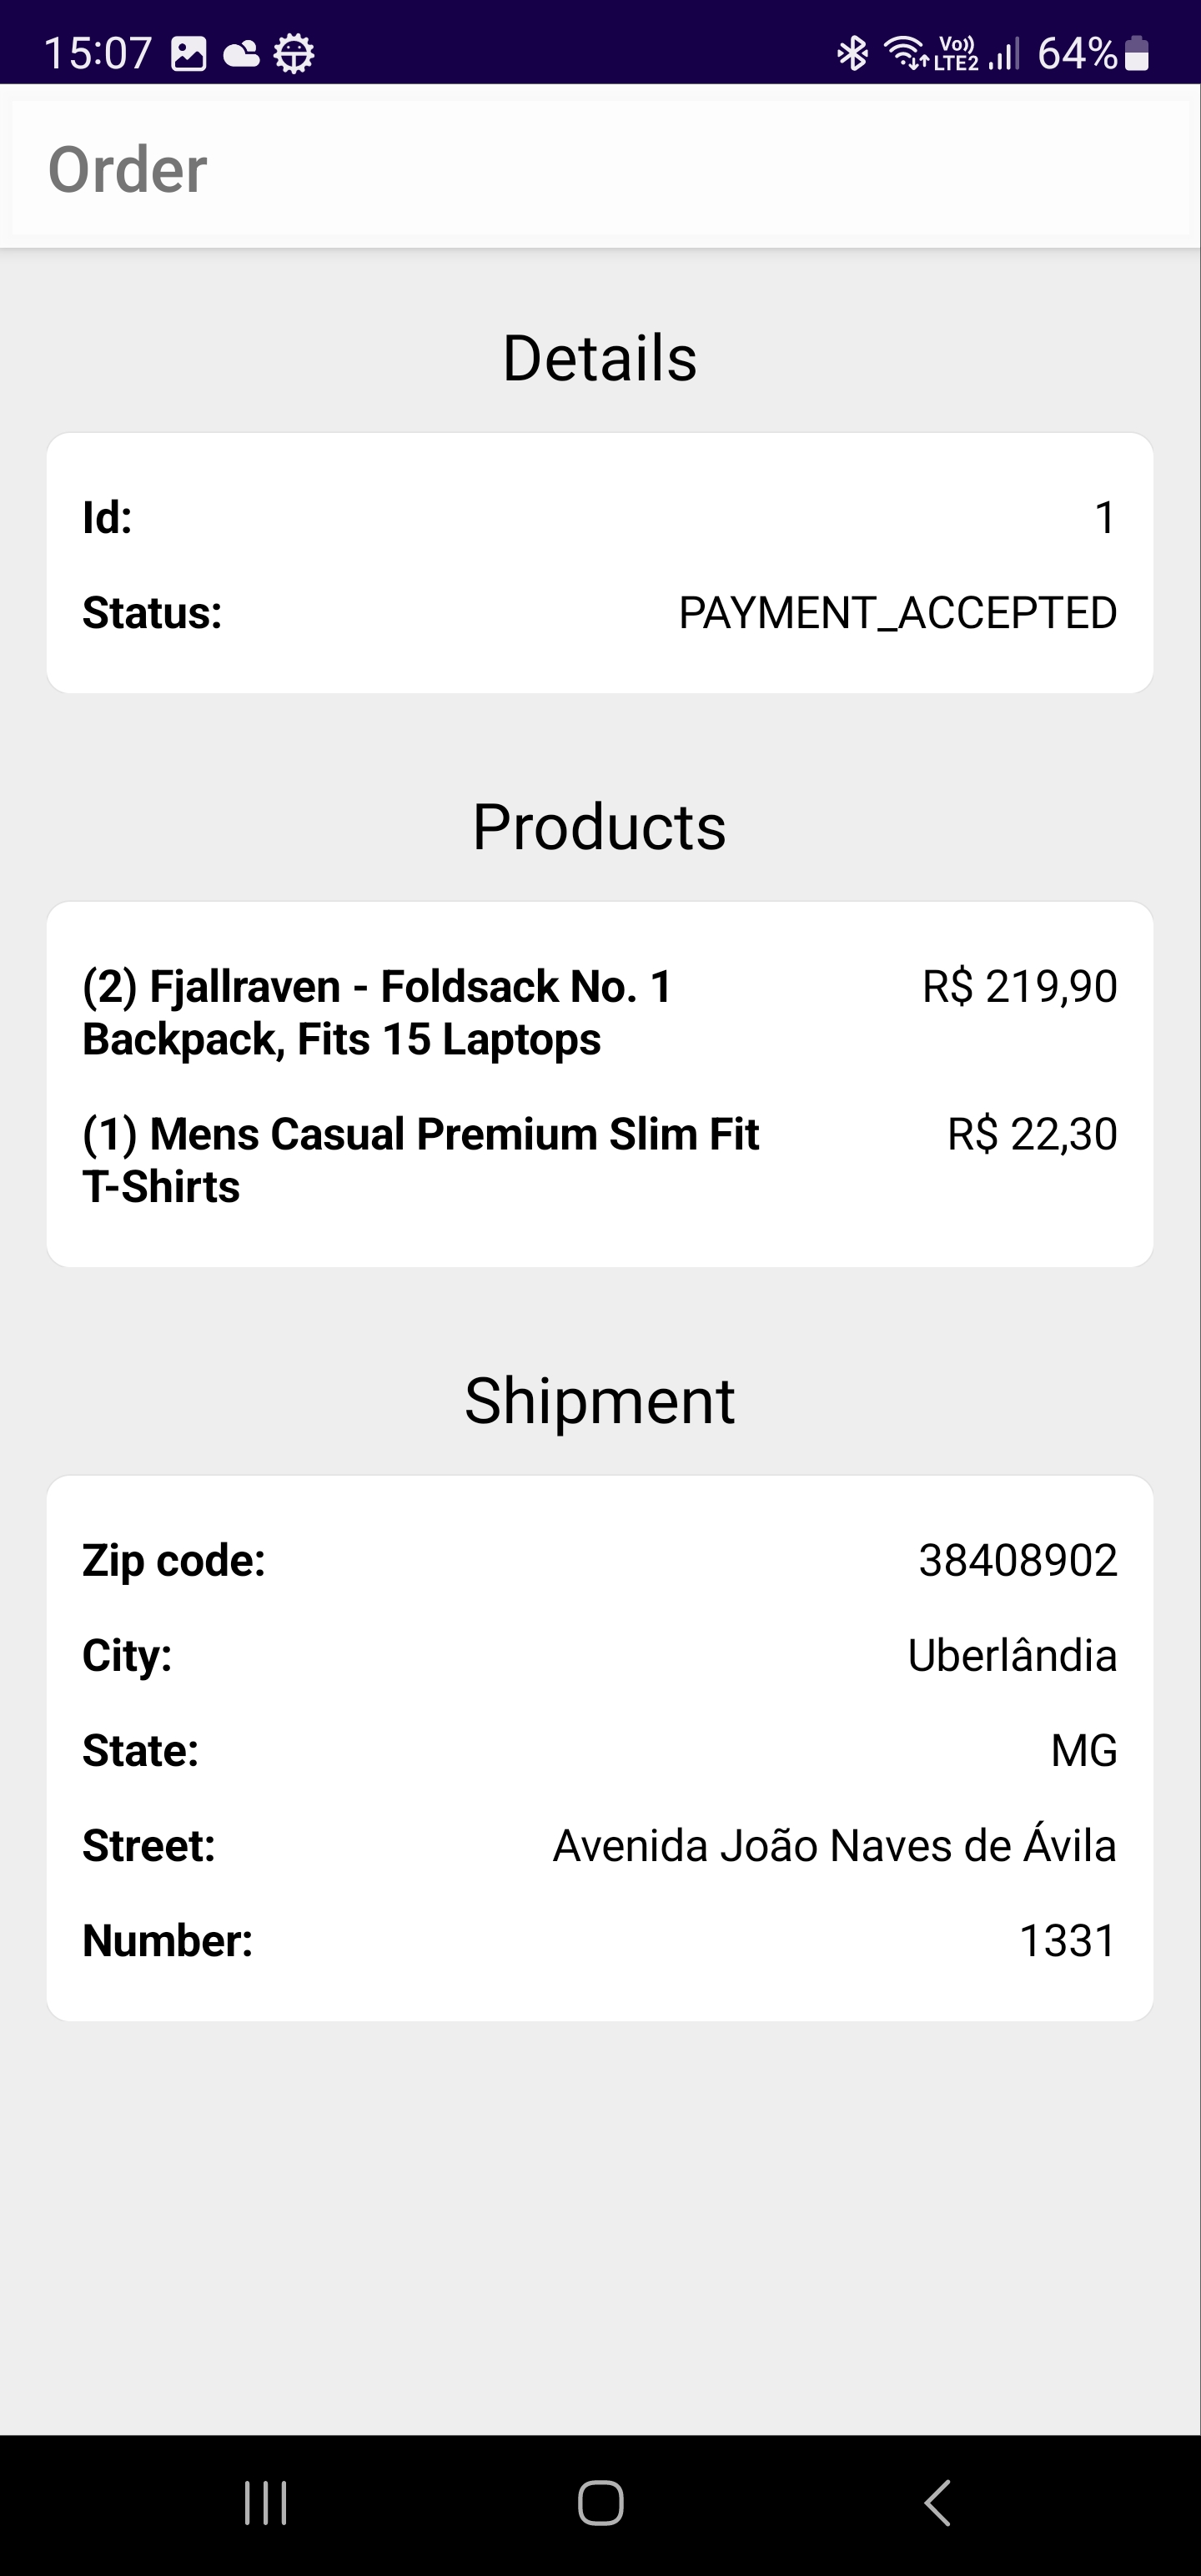 15:07 Vo)) LTE2 64%
Order
Details
Id: 1
Status: PAYMENT_ACCEPTED
Products
(2) Fjallraven - Foldsack No. 1 R$ 219,90
Backpack, Fits 15 Laptops
(1) Mens Casual Premium Slim Fit R$ 22,30
T-Shirts
Shipment
Zip code: 38408902
City: Uberlândia
State: MG
Street: Avenida João Naves de Ávila
Number: 1331